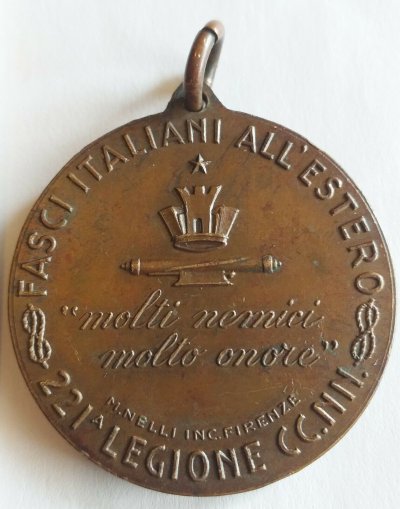 FASCI ITALIANI ALL'ESTERO
"molti nemici
molto onore"
M. NELLI INC. FIRENZE
221ᴬ LEGIONE CC.NN.